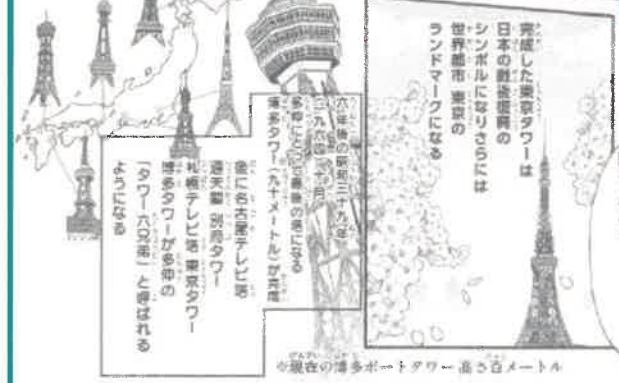 完成した東京タワーは
日本の戦後復興の
シンボルになりさらには
世界都市 東京の
ランドマークになる
六年後の昭和三十九年
(一九六四)十月
多仲にとって最後の塔になる
博多タワー(九十メートル)が完成
後に名古屋テレビ塔
通天閣 別府タワー
札幌テレビ塔 東京タワー
博多タワーが多仲の
「タワー六兄弟」と呼ばれる
ようになる
※現在の博多ポートタワー 高さ百メートル